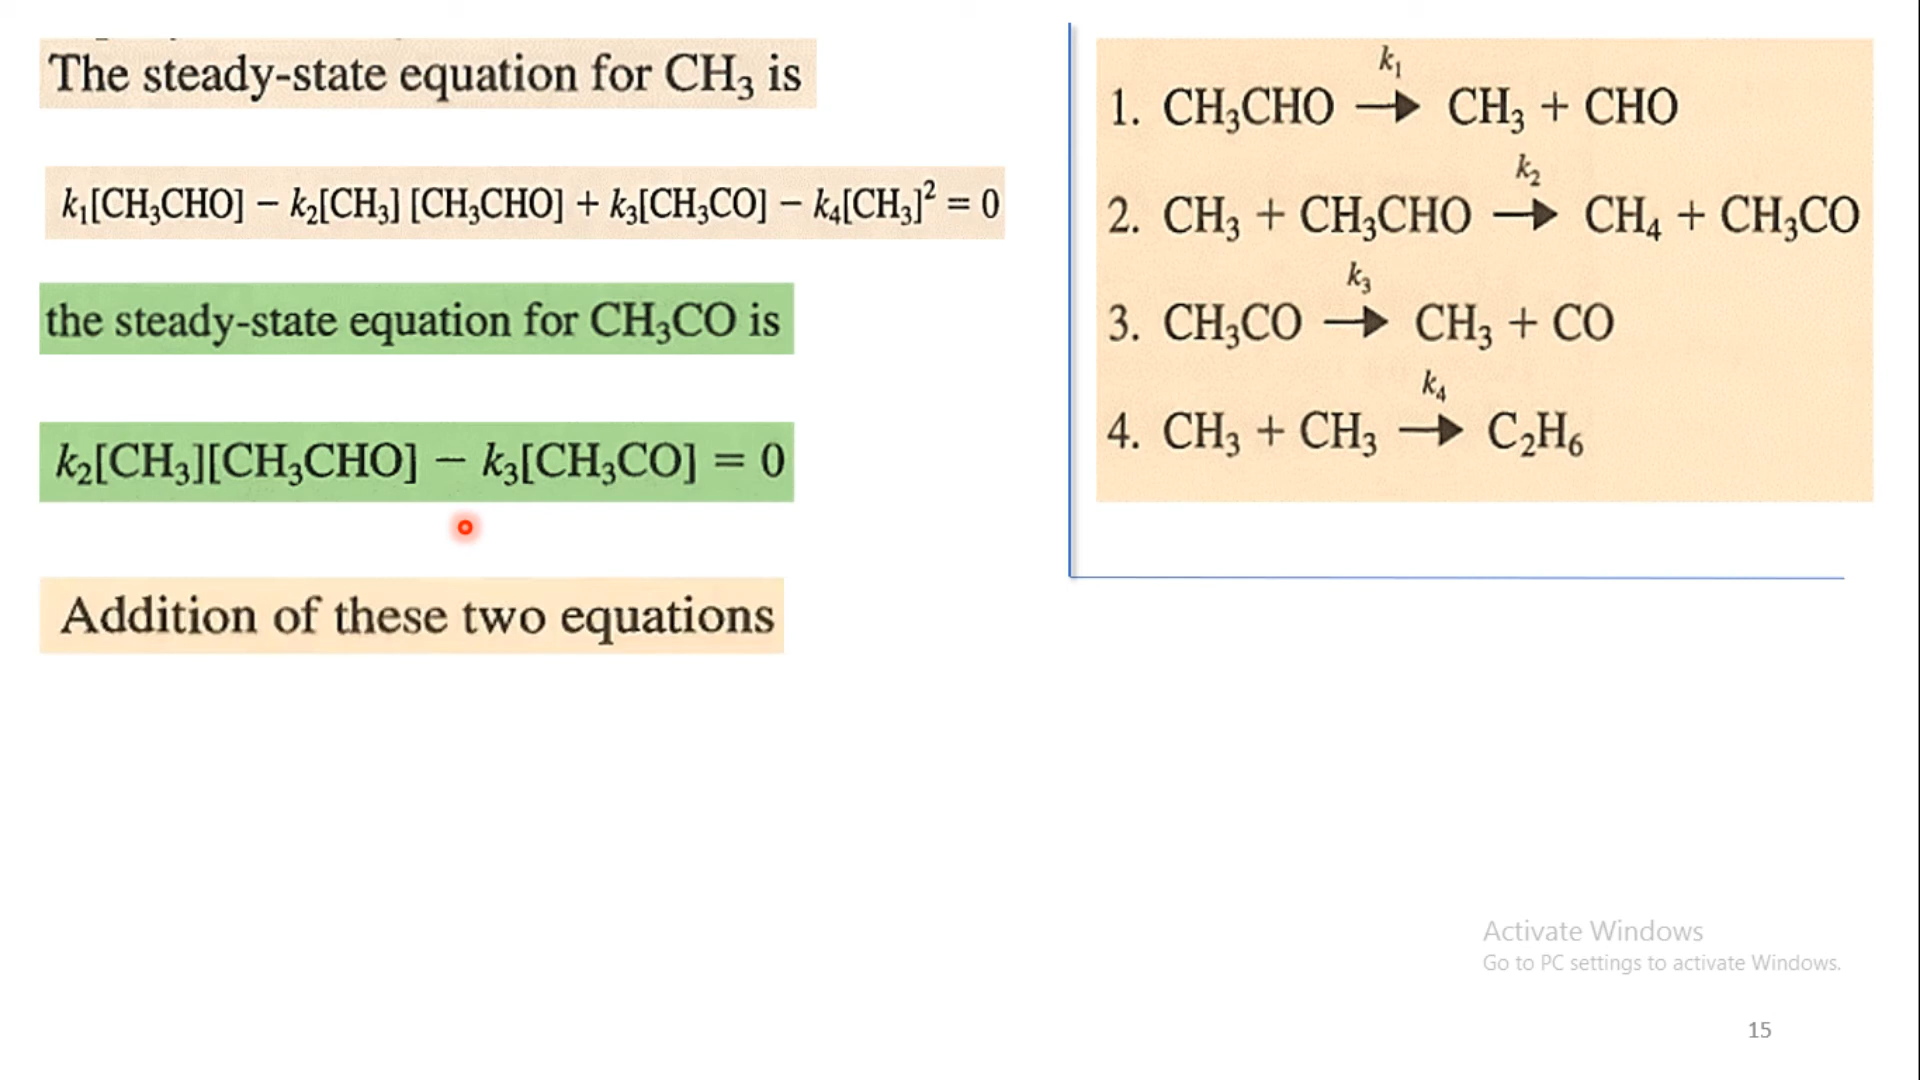 The steady-state equation for CH₃ is
k₁[CH₃CHO] − k₂[CH₃] [CH₃CHO] + k₃[CH₃CO] − k₄[CH₃]² = 0
the steady-state equation for CH₃CO is
k₂[CH₃][CH₃CHO] − k₃[CH₃CO] = 0
Addition of these two equations
k₁
1. CH₃CHO → CH₃ + CHO
k₂
2. CH₃ + CH₃CHO → CH₄ + CH₃CO
k₃
3. CH₃CO → CH₃ + CO
k₄
4. CH₃ + CH₃ → C₂H₆
Activate Windows
Go to PC settings to activate Windows.
15